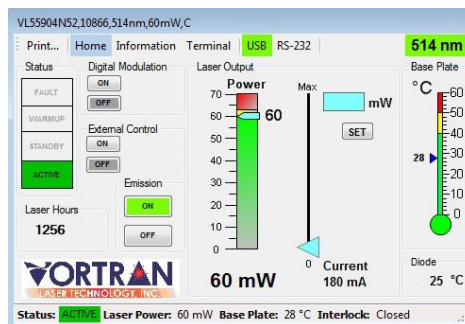 VL55904N52,10866,514nm,60mW,C
Print... Home Information Terminal USB RS-232 514 nm
Status
FAULT
WARMUP
STANDBY
ACTIVE
Laser Hours
1256
Digital Modulation
ON
OFF
External Control
ON
OFF
Emission
ON
OFF
VORTRAN
LASER TECHNOLOGY, INC.
Laser Output
Power
70
60
50
40
30
20
10
0
60
60 mW
Max
0
mW
SET
Current
180 mA
Base Plate
°C
60
50
40
30
20
10
0
28
Diode
25 °C
Status: ACTIVE Laser Power: 60 mW Base Plate: 28 °C Interlock: Closed